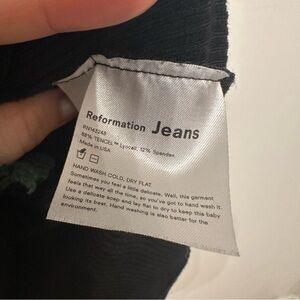 Reformation Jeans
RN148248
88% TENCEL™ Lyocell, 12% Spandex
Made in USA
HAND WASH COLD, DRY FLAT.
Sometimes you feel a little delicate. Well, this garment
feels that way all the time, so you've got to hand wash it.
Use a delicate soap and lay flat to dry to keep this baby
looking its best. Hand washing is also better for the
environment.